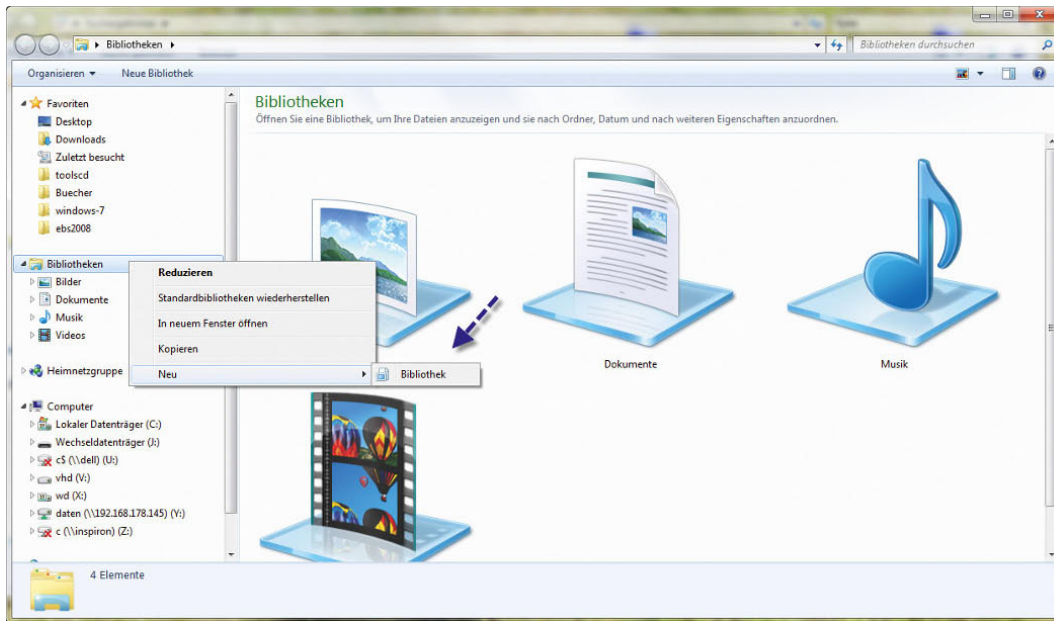 Bibliotheken
Bibliotheken durchsuchen
Organisieren
Neue Bibliothek
Favoriten
Desktop
Downloads
Zuletzt besucht
toolscd
Buecher
windows-7
ebs2008
Bibliotheken
Bilder
Dokumente
Musik
Videos
Heimnetzgruppe
Computer
Lokaler Datenträger (C:)
Wechseldatenträger (J:)
c$ (\\dell) (U:)
vhd (V:)
wd (X:)
daten (\\192.168.178.145) (Y:)
c (\\inspiron) (Z:)
Reduzieren
Standardbibliotheken wiederherstellen
In neuem Fenster öffnen
Kopieren
Neu
Bibliothek
Bibliotheken
Öffnen Sie eine Bibliothek, um Ihre Dateien anzuzeigen und sie nach Ordner, Datum und nach weiteren Eigenschaften anzuordnen.
Dokumente
Musik
4 Elemente